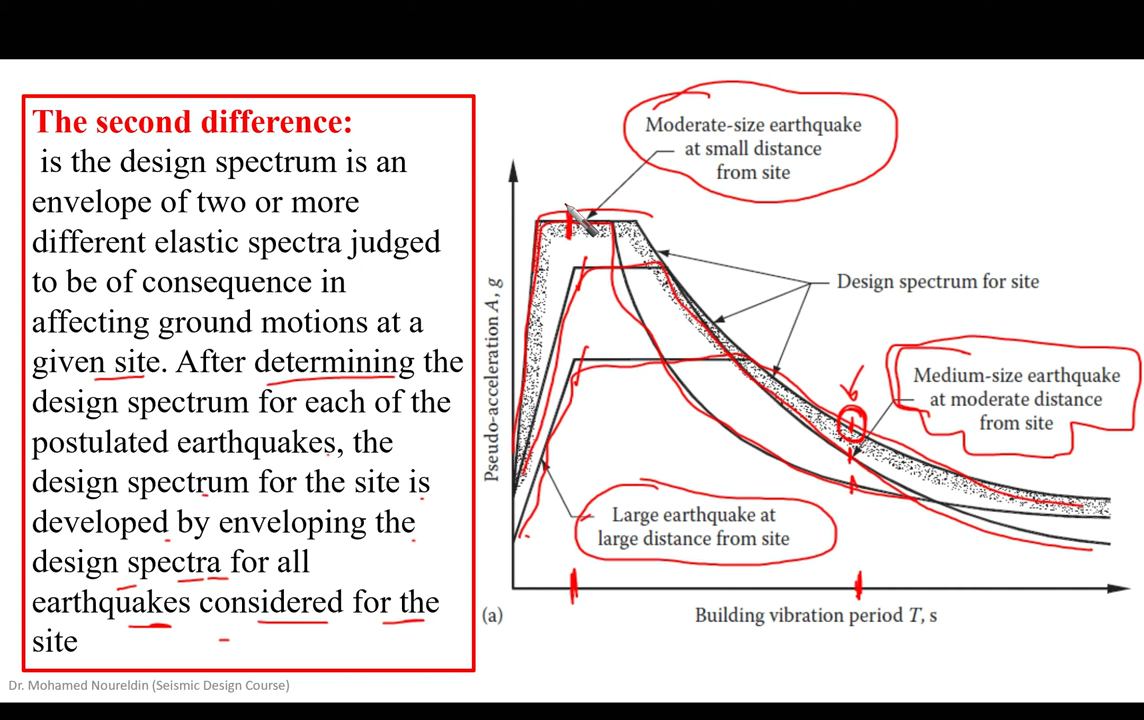 The second difference:
is the design spectrum is an
envelope of two or more
different elastic spectra judged
to be of consequence in
affecting ground motions at a
given site. After determining the
design spectrum for each of the
postulated earthquakes, the
design spectrum for the site is
developed by enveloping the
design spectra for all
earthquakes considered for the
site
Moderate-size earthquake
at small distance
from site
Pseudo-acceleration A, g
Design spectrum for site
Medium-size earthquake
at moderate distance
from site
Large earthquake at
large distance from site
(a)
Building vibration period T, s
Dr. Mohamed Noureldin (Seismic Design Course)